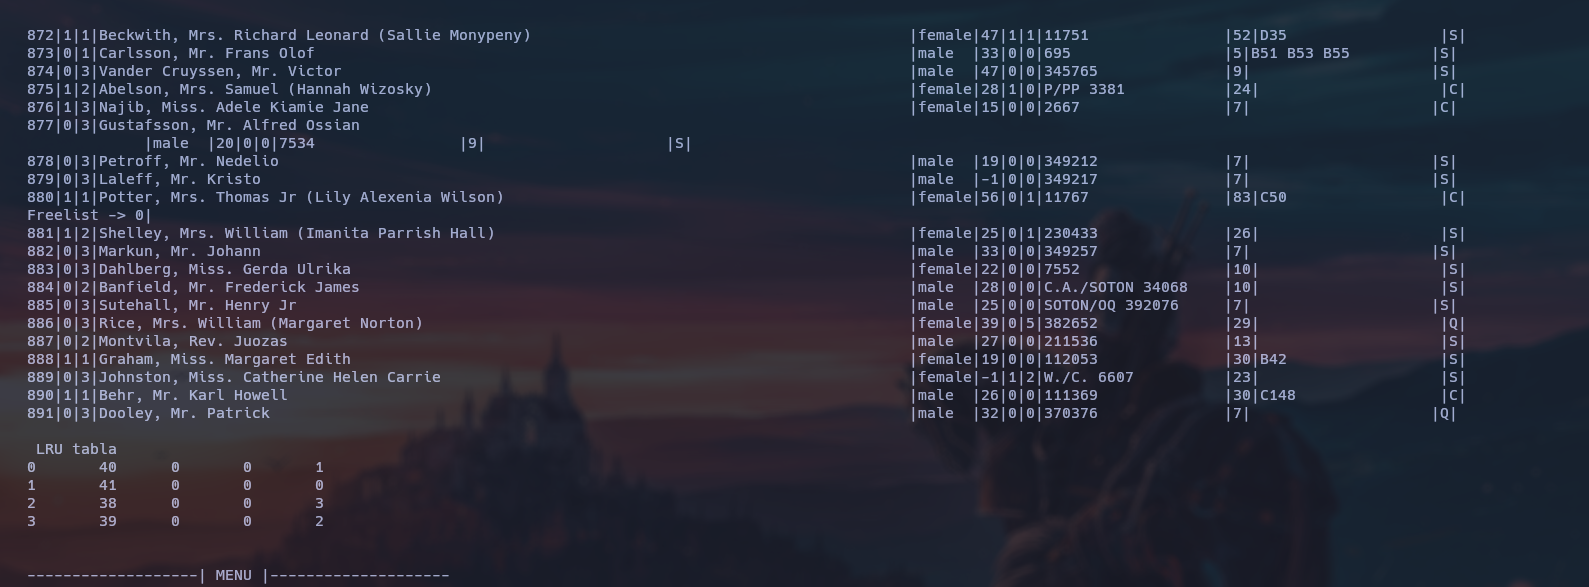 872|1|1|Beckwith, Mrs. Richard Leonard (Sallie Monypeny) |female|47|1|1|11751 |52|D35 |S|
873|0|1|Carlsson, Mr. Frans Olof |male |33|0|0|695 |5|B51 B53 B55 |S|
874|0|3|Vander Cruyssen, Mr. Victor |male |47|0|0|345765 |9| |S|
875|1|2|Abelson, Mrs. Samuel (Hannah Wizosky) |female|28|1|0|P/PP 3381 |24| |C|
876|1|3|Najib, Miss. Adele Kiamie Jane |female|15|0|0|2667 |7| |C|
877|0|3|Gustafsson, Mr. Alfred Ossian
|male |20|0|0|7534 |9| |S|
878|0|3|Petroff, Mr. Nedelio |male |19|0|0|349212 |7| |S|
879|0|3|Laleff, Mr. Kristo |male |-1|0|0|349217 |7| |S|
880|1|1|Potter, Mrs. Thomas Jr (Lily Alexenia Wilson) |female|56|0|1|11767 |83|C50 |C|
Freelist -> 0|
881|1|2|Shelley, Mrs. William (Imanita Parrish Hall) |female|25|0|1|230433 |26| |S|
882|0|3|Markun, Mr. Johann |male |33|0|0|349257 |7| |S|
883|0|3|Dahlberg, Miss. Gerda Ulrika |female|22|0|0|7552 |10| |S|
884|0|2|Banfield, Mr. Frederick James |male |28|0|0|C.A./SOTON 34068 |10| |S|
885|0|3|Sutehall, Mr. Henry Jr |male |25|0|0|SOTON/OQ 392076 |7| |S|
886|0|3|Rice, Mrs. William (Margaret Norton) |female|39|0|5|382652 |29| |Q|
887|0|2|Montvila, Rev. Juozas |male |27|0|0|211536 |13| |S|
888|1|1|Graham, Miss. Margaret Edith |female|19|0|0|112053 |30|B42 |S|
889|0|3|Johnston, Miss. Catherine Helen Carrie |female|-1|1|2|W./C. 6607 |23| |S|
890|1|1|Behr, Mr. Karl Howell |male |26|0|0|111369 |30|C148 |C|
891|0|3|Dooley, Mr. Patrick |male |32|0|0|370376 |7| |Q|
LRU tabla
0 40 0 0 1
1 41 0 0 0
2 38 0 0 3
3 39 0 0 2
-------------------| MENU |--------------------